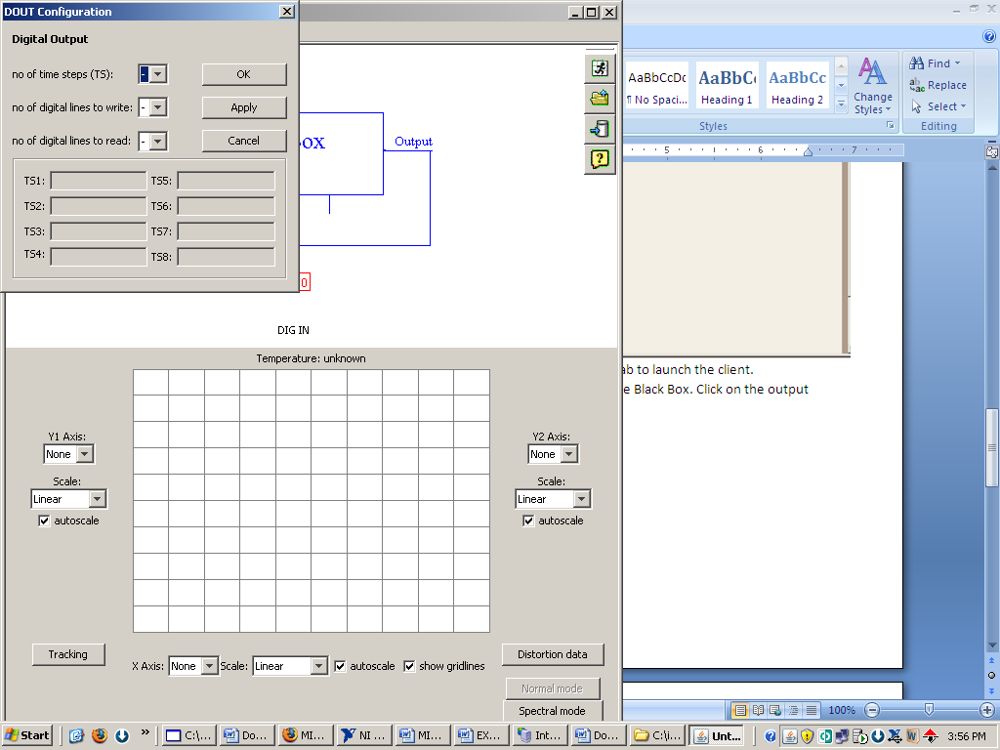 DOUT Configuration
Digital Output
no of time steps (TS): -
OK
no of digital lines to write: -
Apply
no of digital lines to read: -
Cancel
TS1: TS5:
TS2: TS6:
TS3: TS7:
TS4: TS8:
ox
Output
0
DIG IN
Temperature: unknown
Y1 Axis:
None
Scale:
Linear
autoscale
Y2 Axis:
None
Scale:
Linear
autoscale
Tracking
X Axis: None Scale: Linear autoscale show gridlines
Distortion data
Normal mode
Spectral mode
AaBbCcDc AaBbC AaBbCc
¶ No Spaci... Heading 1 Heading 2
Change
Styles
Styles
Find
Replace
Select
Editing
5 6 7
ab to launch the client.
e Black Box. Click on the output
100%
Start
C:\...
Do...
MI...
NI ...
MI...
EX...
Int...
Do...
C:\i...
Unt...
3:56 PM